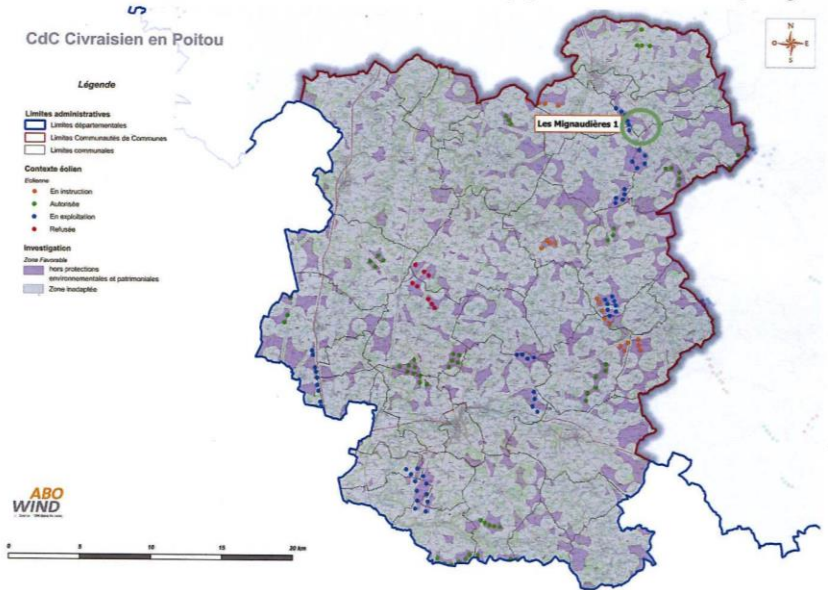 CdC Civraisien en Poitou
Légende
Limites administratives
Limites départementales
Limites Communautés de Communes
Limites communales
Contexte éolien
Eolienne
En instruction
Autorisée
En exploitation
Refusée
Investigation
Zone Favorable
hors protections
environnementales et patrimoniales
Zone inadaptée
Les Mignaudières 1
N
O
E
S
ABO
WIND
0
5
10
15
20 km